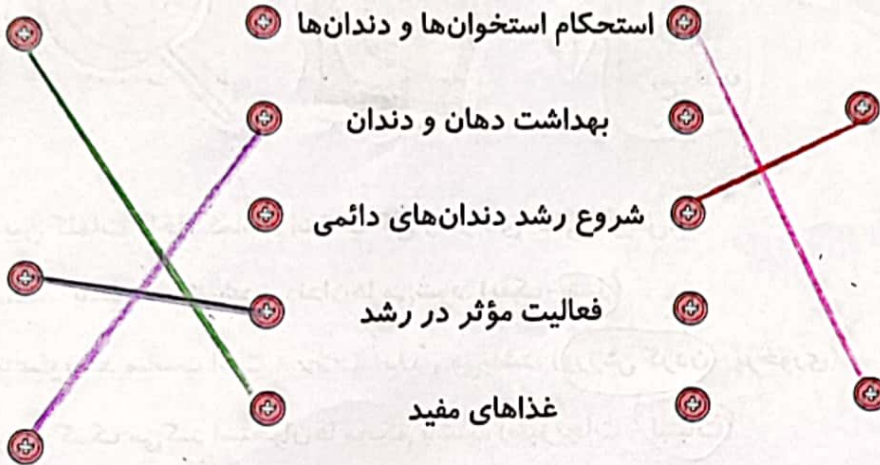 استحکام استخوان‌ها و دندان‌ها
بهداشت دهان و دندان
شروع رشد دندان‌های دائمی
فعالیت مؤثر در رشد
غذاهای مفید